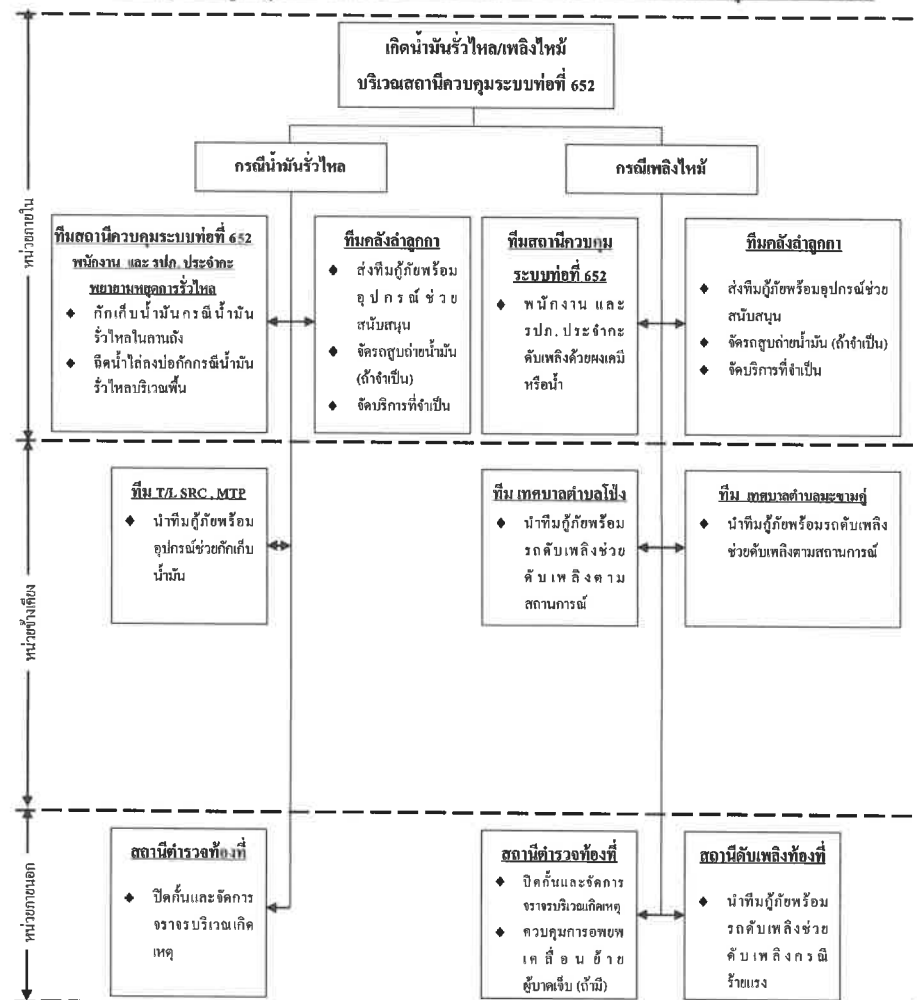 เกิดน้ำมันรั่วไหล/เพลิงไหม้
บริเวณสถานีควบคุมระบบท่อที่ 652
กรณีน้ำมันรั่วไหล
กรณีเพลิงไหม้
หน่วยภายใน
ทีมสถานีควบคุมระบบท่อที่ 652
พนักงาน และ รปภ. ประจำกะ
พยายามหยุดการรั่วไหล
◆ กักเก็บน้ำมันกรณีน้ำมัน
รั่วไหลในลานถัง
◆ ฉีดน้ำไล่ลงบ่อกักกรณีน้ำมัน
รั่วไหลบริเวณพื้น
ทีมคลังลำลูกกา
◆ ส่งทีมกู้ภัยพร้อม
อุปกรณ์ช่วย
สนับสนุน
◆ จัดรถสูบถ่ายน้ำมัน
(ถ้าจำเป็น)
◆ จัดบริการที่จำเป็น
ทีมสถานีควบคุม
ระบบท่อที่ 652
◆ พนักงาน และ
รปภ. ประจำกะ
ดับเพลิงด้วยผงเคมี
หรือน้ำ
ทีมคลังลำลูกกา
◆ ส่งทีมกู้ภัยพร้อมอุปกรณ์ช่วย
สนับสนุน
◆ จัดรถสูบถ่ายน้ำมัน (ถ้าจำเป็น)
◆ จัดบริการที่จำเป็น
หน่วยข้างเคียง
ทีม T/L SRC , MTP
◆ นำทีมกู้ภัยพร้อม
อุปกรณ์ช่วยกักเก็บ
น้ำมัน
ทีม เทศบาลตำบลโป่ง
◆ นำทีมกู้ภัยพร้อม
รถดับเพลิงช่วย
ดับเพลิงตาม
สถานการณ์
ทีม เทศบาลตำบลมะขามคู่
◆ นำทีมกู้ภัยพร้อมรถดับเพลิง
ช่วยดับเพลิงตามสถานการณ์
หน่วยภายนอก
สถานีตำรวจท้องที่
◆ ปิดกั้นและจัดการ
จราจรบริเวณเกิด
เหตุ
สถานีตำรวจท้องที่
◆ ปิดกั้นและจัดการ
จราจรบริเวณเกิดเหตุ
◆ ควบคุมการอพยพ
เคลื่อนย้าย
ผู้บาดเจ็บ (ถ้ามี)
สถานีดับเพลิงท้องที่
◆ นำทีมกู้ภัยพร้อม
รถดับเพลิงช่วย
ดับเพลิงกรณี
ร้ายแรง